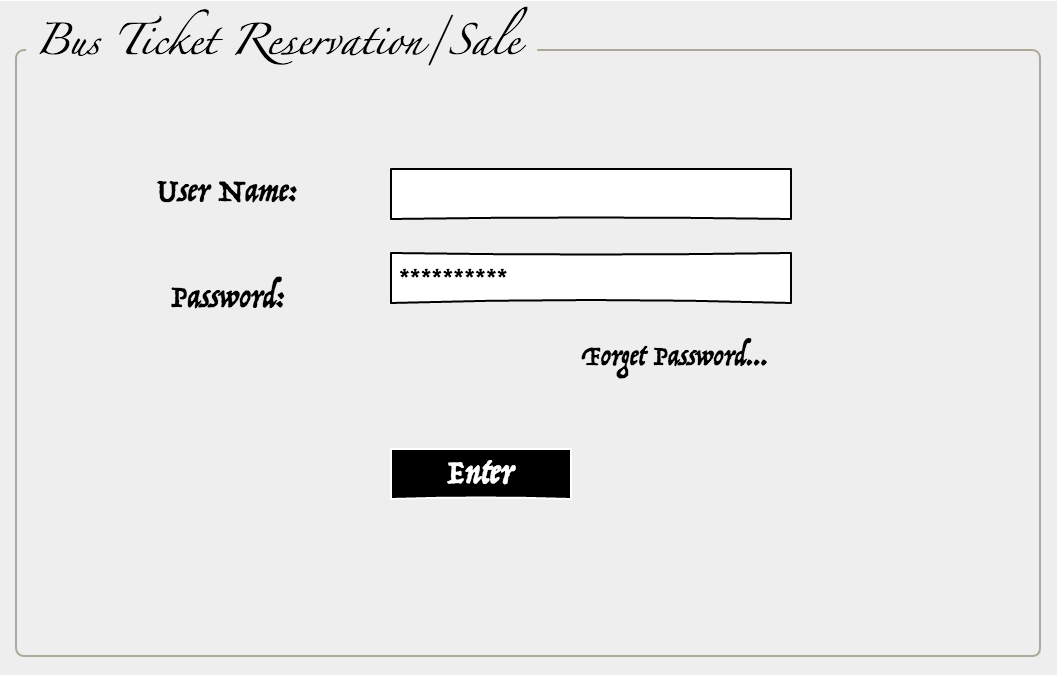 Bus Ticket Reservation/Sale
User Name:
Password:
**********
Forget Password...
Enter